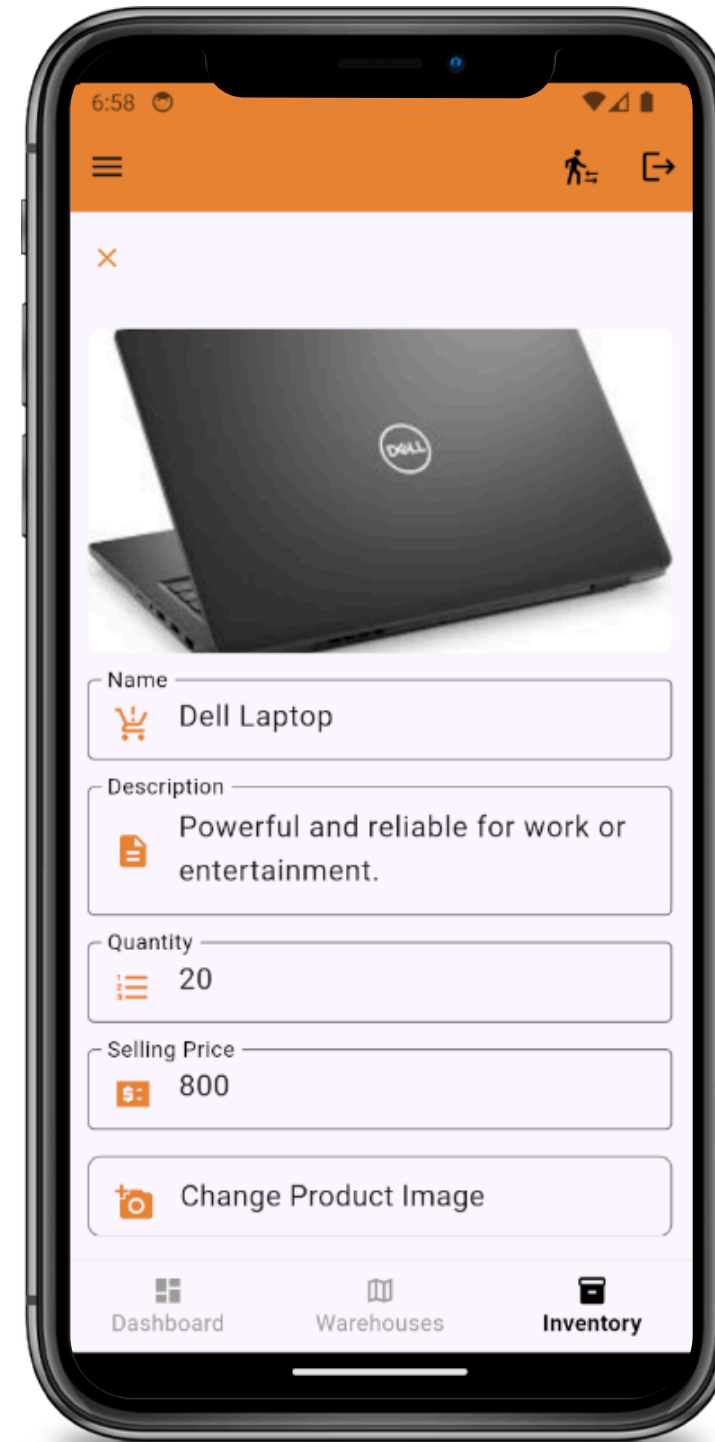 6:58
DELL
Name
Dell Laptop
Description
Powerful and reliable for work or
entertainment.
Quantity
20
Selling Price
800
Change Product Image
Dashboard
Warehouses
Inventory